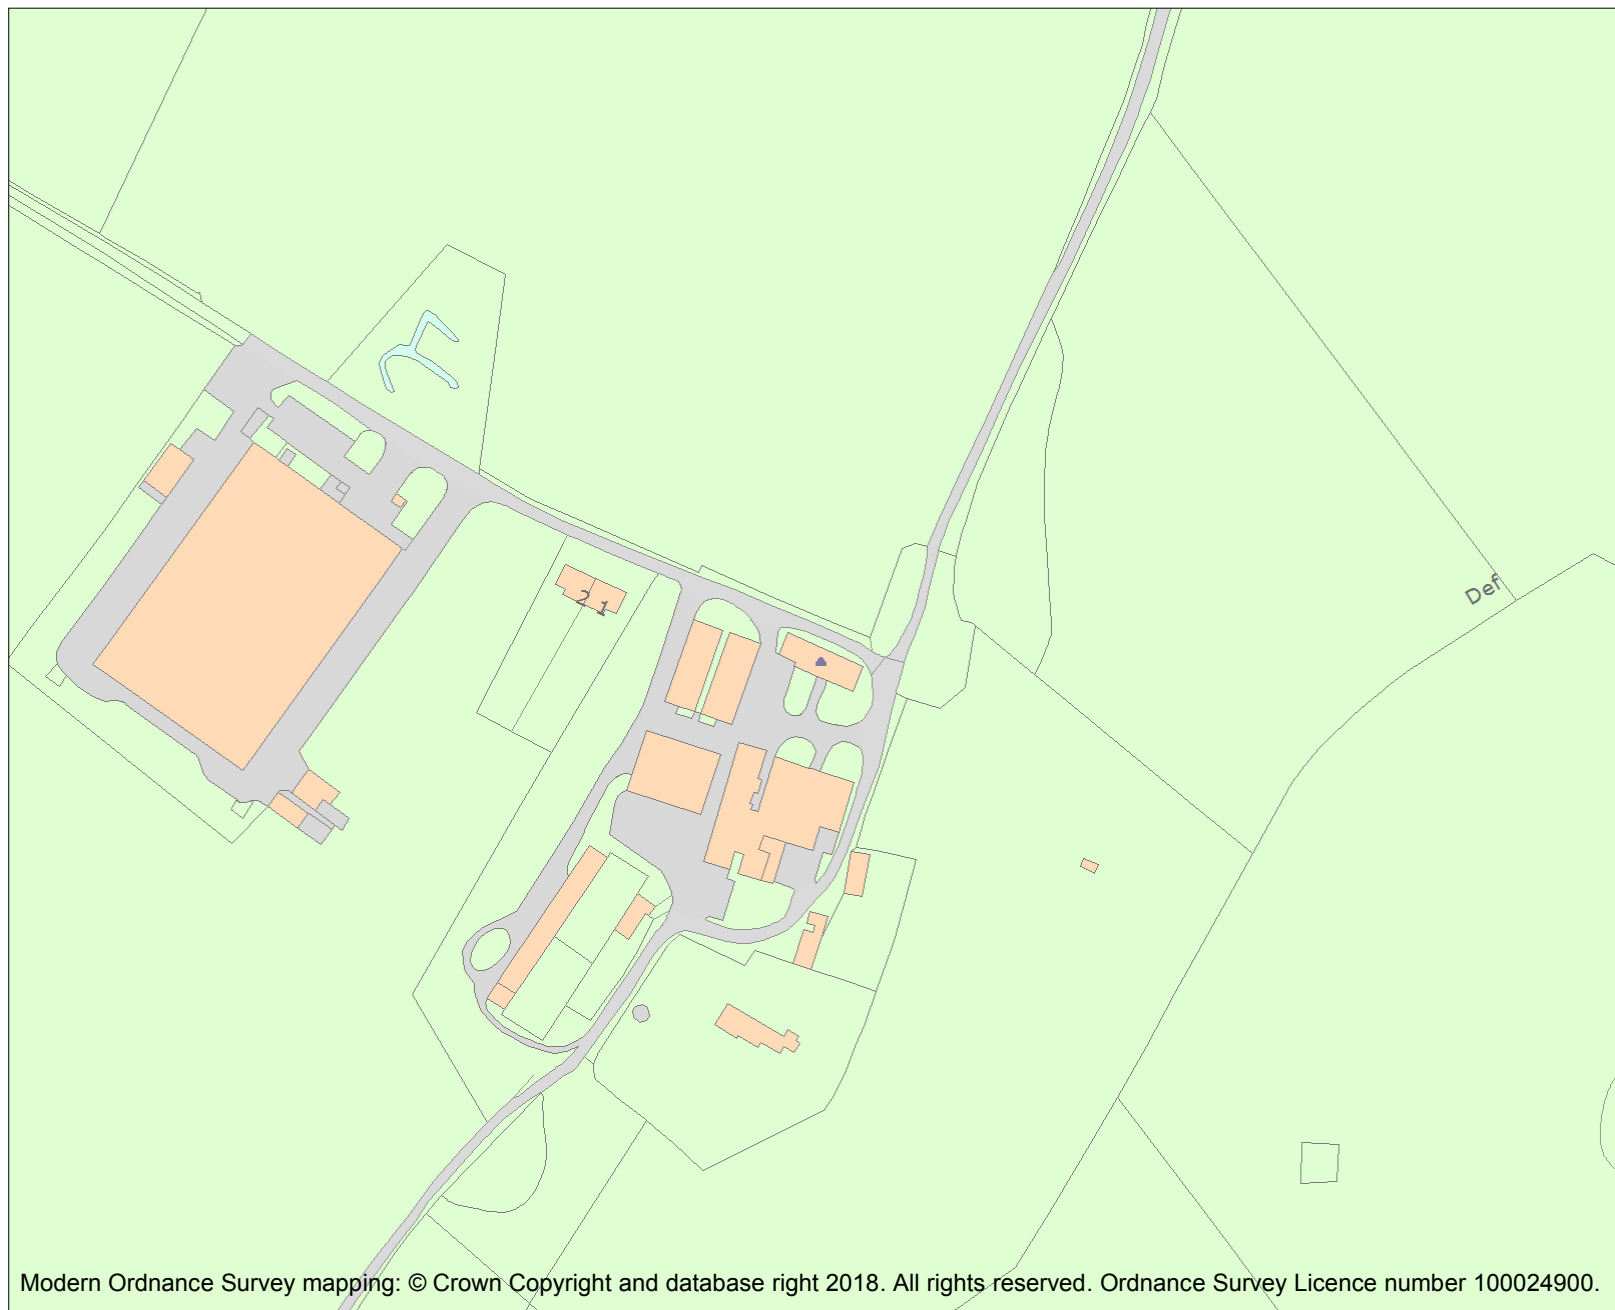 2 1
Def
Modern Ordnance Survey mapping: © Crown Copyright and database right 2018. All rights reserved. Ordnance Survey Licence number 100024900.